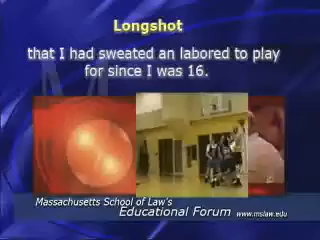 Longshot
that I had sweated an labored to play
for since I was 16.
Massachusetts School of Law's
Educational Forum www.mslaw.edu